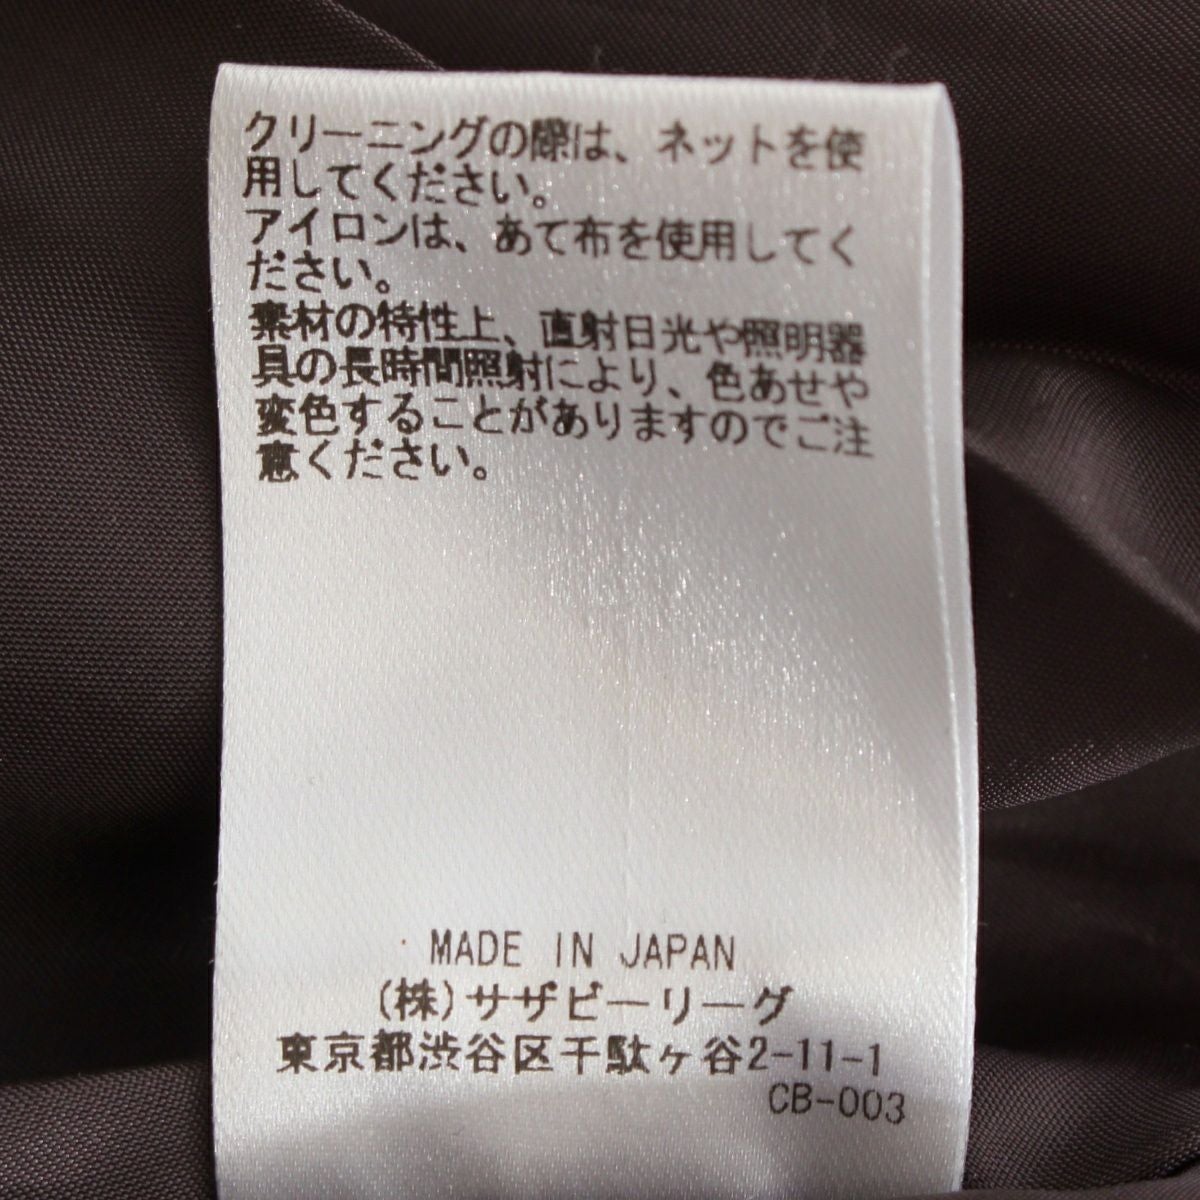 クリーニングの際は、ネットを使
用してください。
アイロンは、あて布を使用してく
ださい。
素材の特性上、直射日光や照明器
具の長時間照射により、色あせや
変色することがありますのでご注
意ください。
MADE IN JAPAN
(株)サザビーリーグ
東京都渋谷区千駄ヶ谷2-11-1
CB-003